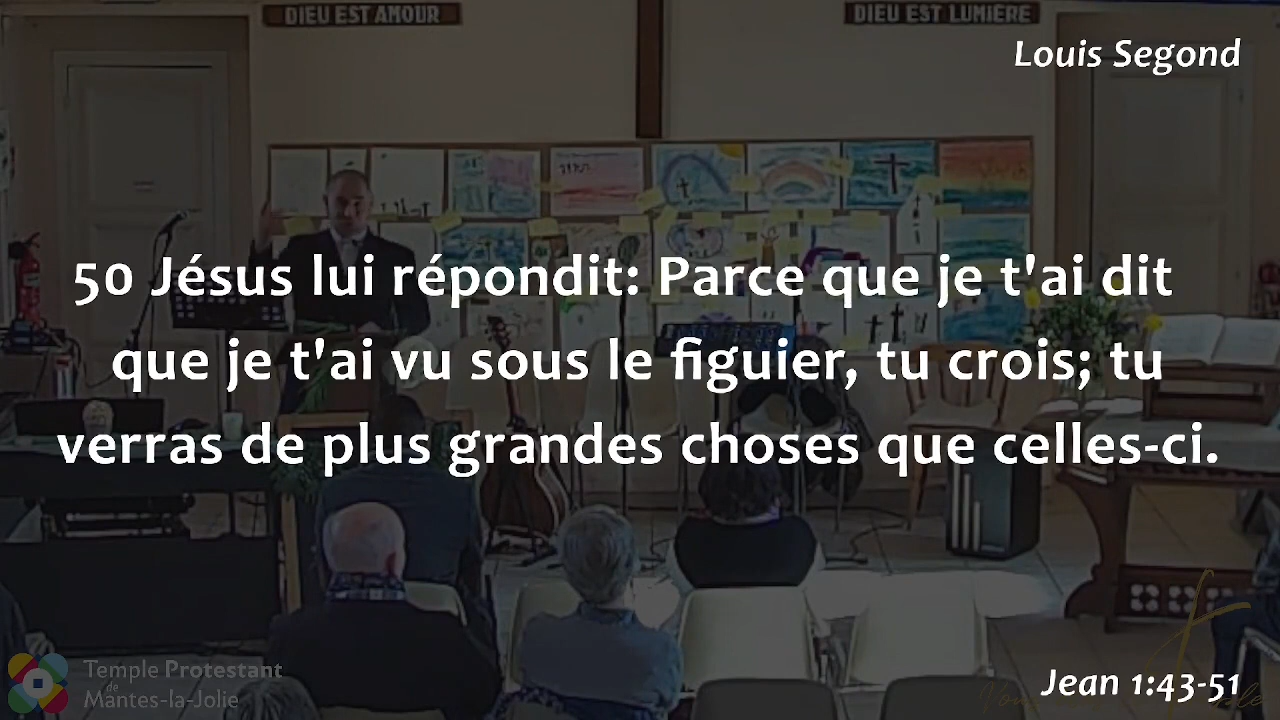 DIEU EST AMOUR
DIEU EST LUMIÈRE
Louis Segond
50 Jésus lui répondit: Parce que je t'ai dit
que je t'ai vu sous le figuier, tu crois; tu
verras de plus grandes choses que celles-ci.
Temple Protestant
de
Mantes-la-Jolie
Jean 1:43-51